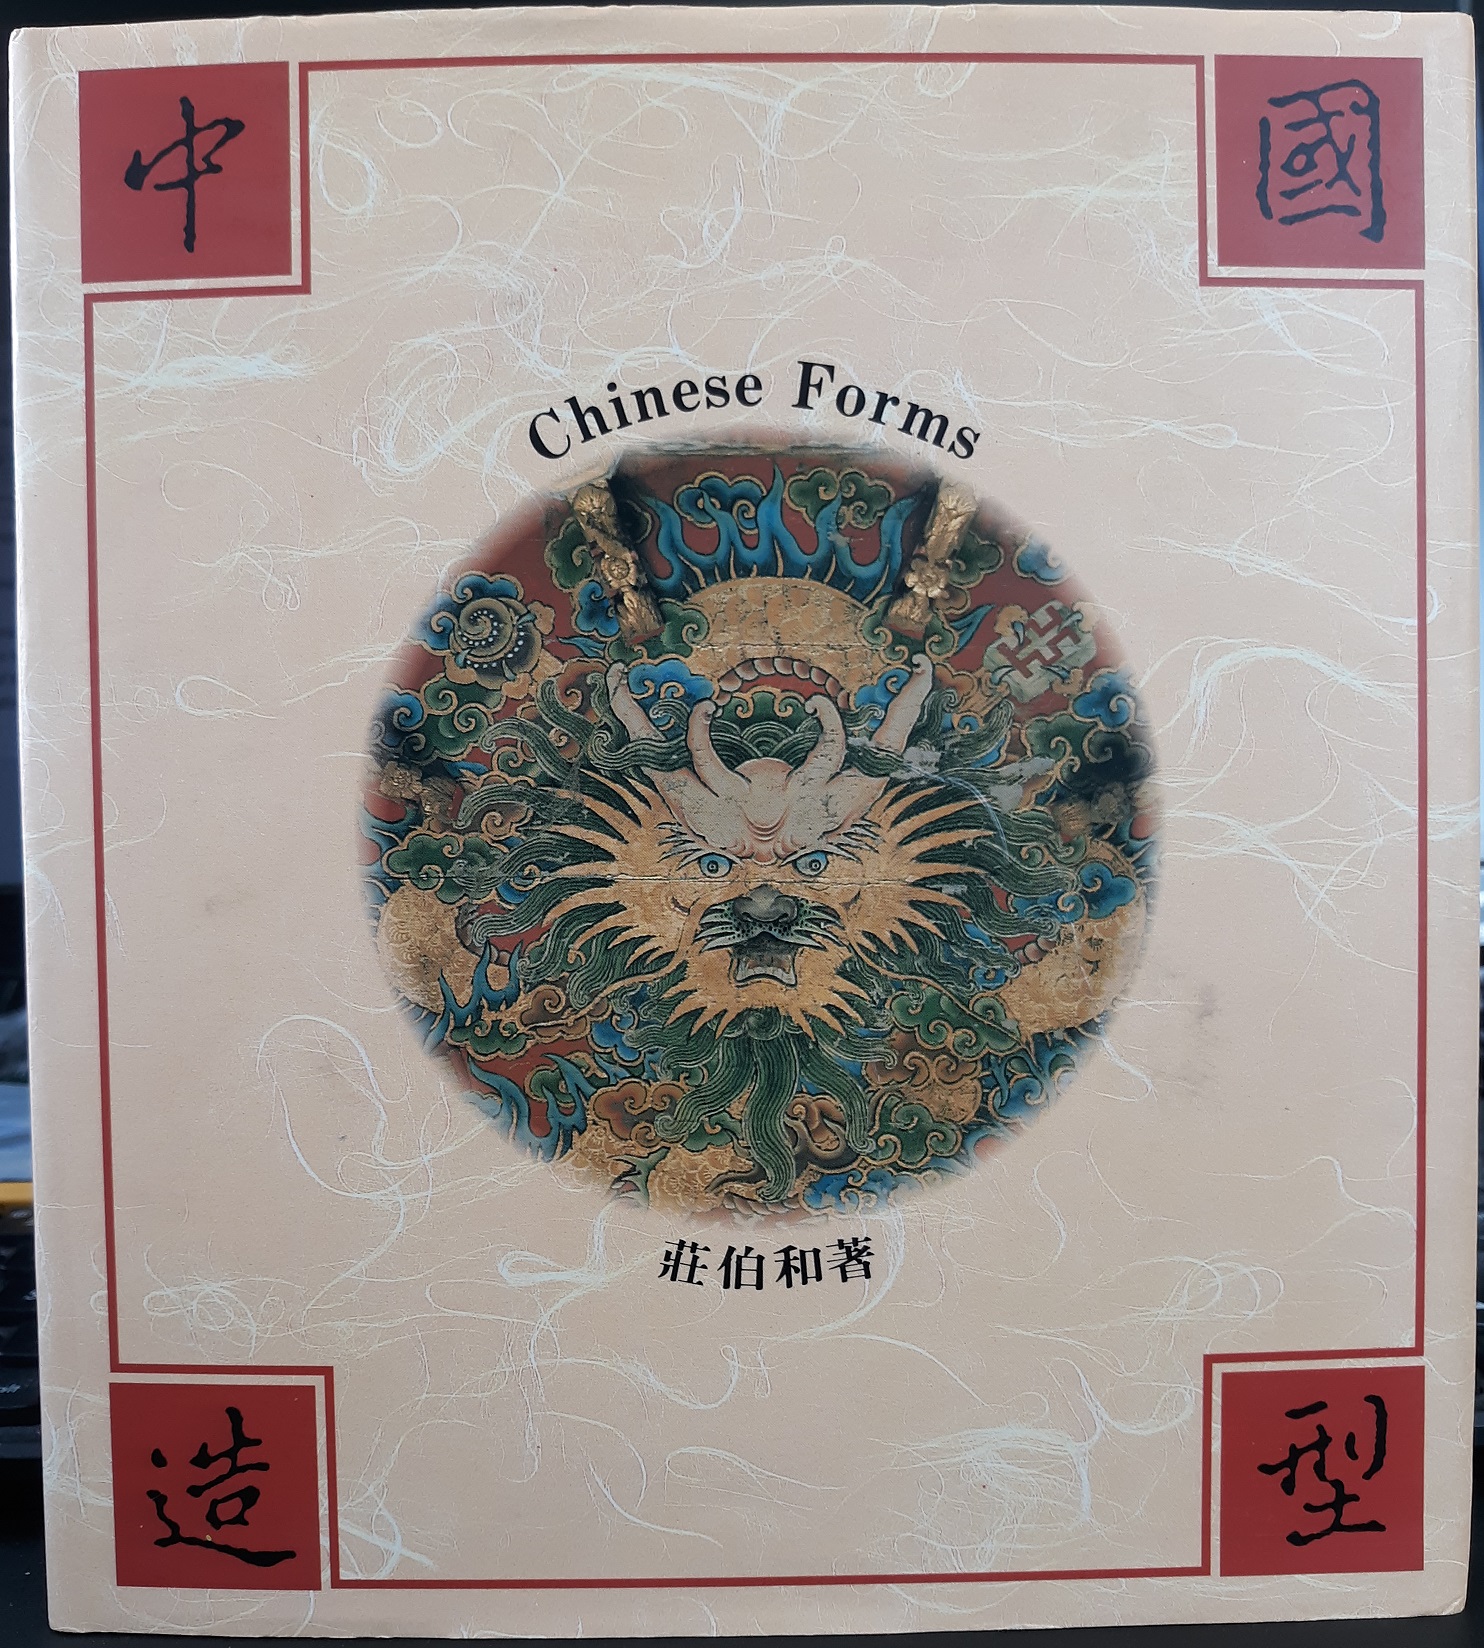 中國
Chinese Forms
莊伯和著
造型